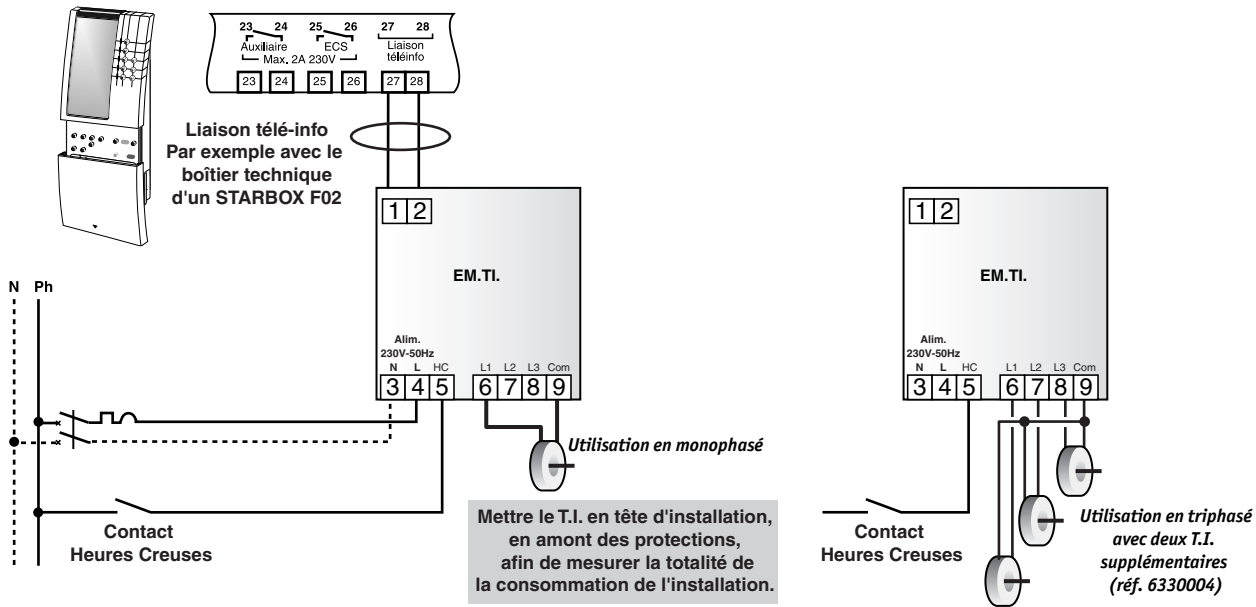 23 24 25 26 27 28
Auxiliaire ECS Liaison
Max. 2A 230V téléinfo
23 24 25 26 27 28
Liaison télé-info
Par exemple avec le
boîtier technique
d'un STARBOX F02
1 2
EM.TI.
Alim.
230V-50Hz
N L HC L1 L2 L3 Com
3 4 5 6 7 8 9
N Ph
Utilisation en monophasé
Contact
Heures Creuses
Mettre le T.I. en tête d'installation,
en amont des protections,
afin de mesurer la totalité de
la consommation de l'installation.
1 2
EM.TI.
Alim.
230V-50Hz
N L HC L1 L2 L3 Com
3 4 5 6 7 8 9
Contact
Heures Creuses
Utilisation en triphasé
avec deux T.I.
supplémentaires
(réf. 6330004)